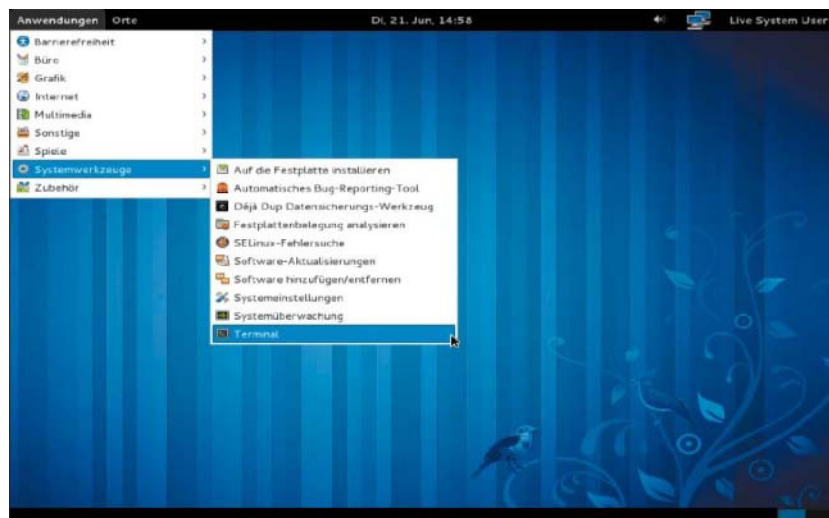 Anwendungen Orte Di, 21. Jun, 14:58 Live System User
Barrierefreiheit
Büro
Grafik
Internet
Multimedia
Sonstige
Spiele
Systemwerkzeuge
Zubehör
Auf die Festplatte installieren
Automatisches Bug-Reporting-Tool
Déjà Dup Datensicherungs-Werkzeug
Festplattenbelegung analysieren
SELinux-Fehlersuche
Software-Aktualisierungen
Software hinzufügen/entfernen
Systemeinstellungen
Systemüberwachung
Terminal